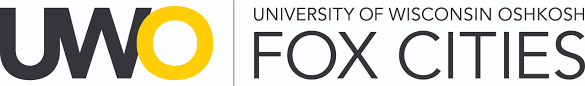 UWO
UNIVERSITY OF WISCONSIN OSHKOSH
FOX CITIES